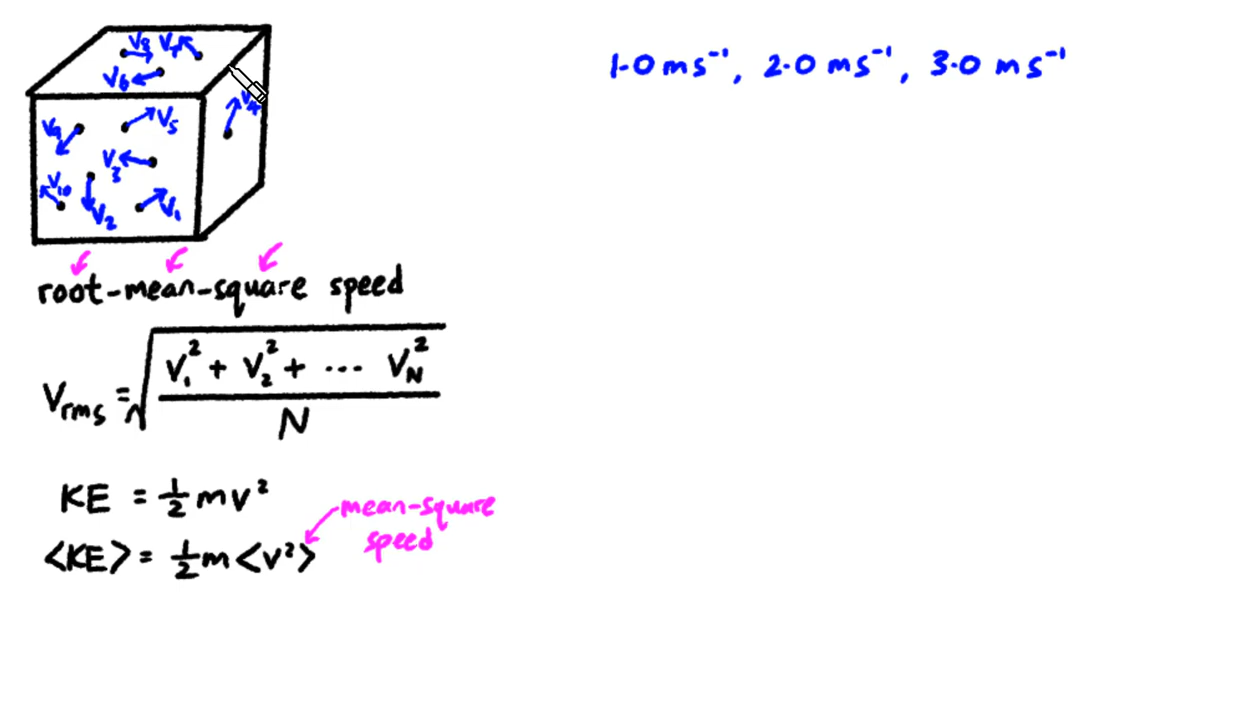 V₈ V₇
V₆
V₉ V₅ V₄
V₃
V₁₀ V₂ V₁
1.0 ms⁻¹, 2.0 ms⁻¹, 3.0 ms⁻¹
root-mean-square speed
Vrms = √((V₁² + V₂² + ... V_N²) / N)
KE = ½mv²
<KE> = ½m<v²>
mean-square
speed